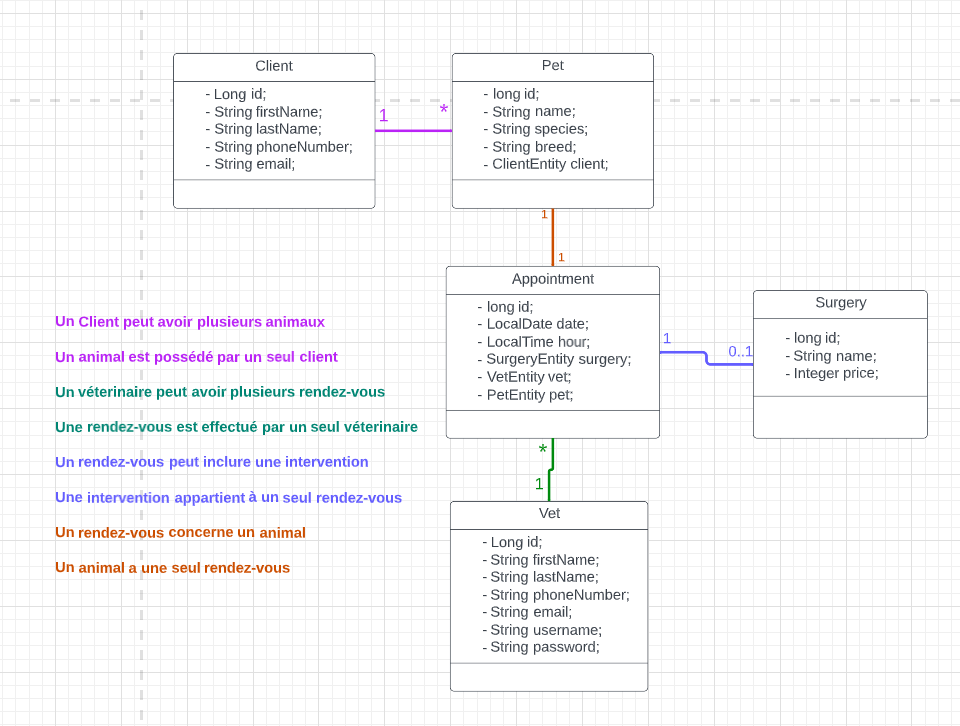 Client
- Long id;
- String firstName;
- String lastName;
- String phoneNumber;
- String email;
1
*
Pet
- long id;
- String name;
- String species;
- String breed;
- ClientEntity client;
1
1
Appointment
- long id;
- LocalDate date;
- LocalTime hour;
- SurgeryEntity surgery;
- VetEntity vet;
- PetEntity pet;
1
0..1
Surgery
- long id;
- String name;
- Integer price;
Un Client peut avoir plusieurs animaux
Un animal est possédé par un seul client
Un véterinaire peut avoir plusieurs rendez-vous
Une rendez-vous est effectué par un seul véterinaire
Un rendez-vous peut inclure une intervention
Une intervention appartient à un seul rendez-vous
Un rendez-vous concerne un animal
Un animal a une seul rendez-vous
*
1
Vet
- Long id;
- String firstName;
- String lastName;
- String phoneNumber;
- String email;
- String username;
- String password;